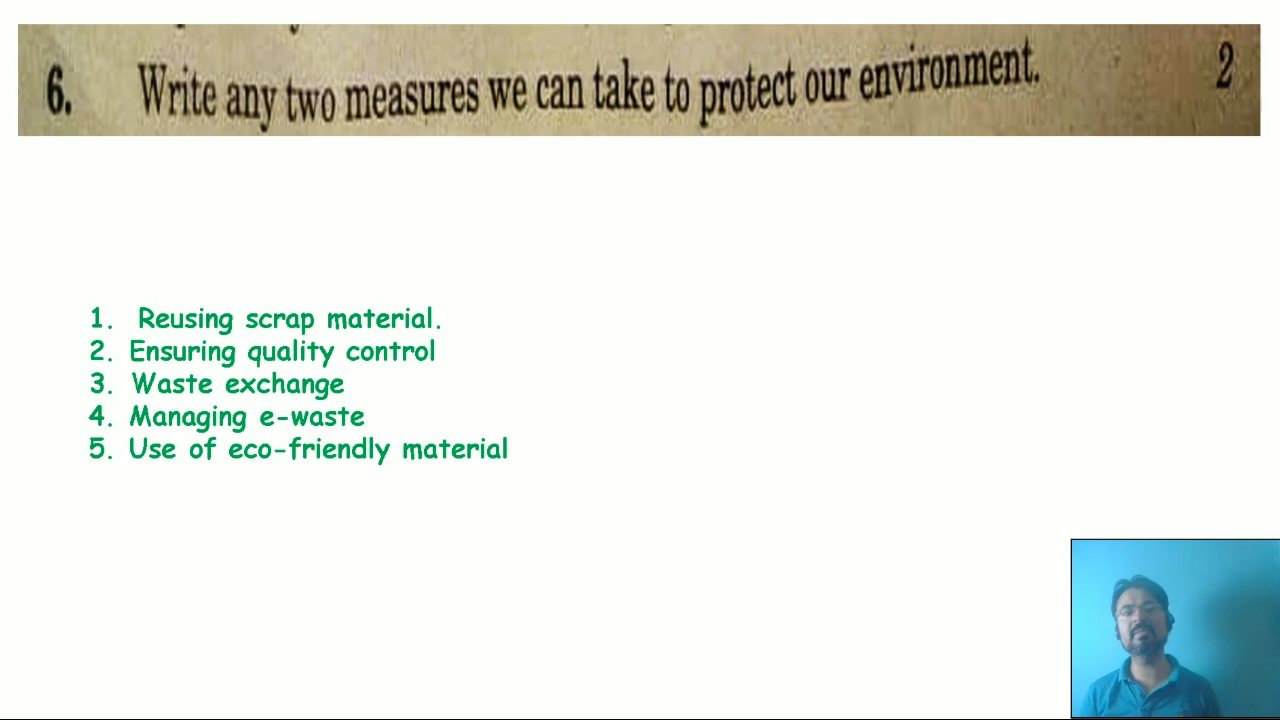 6. Write any two measures we can take to protect our environment. 2
1. Reusing scrap material.
2. Ensuring quality control
3. Waste exchange
4. Managing e-waste
5. Use of eco-friendly material